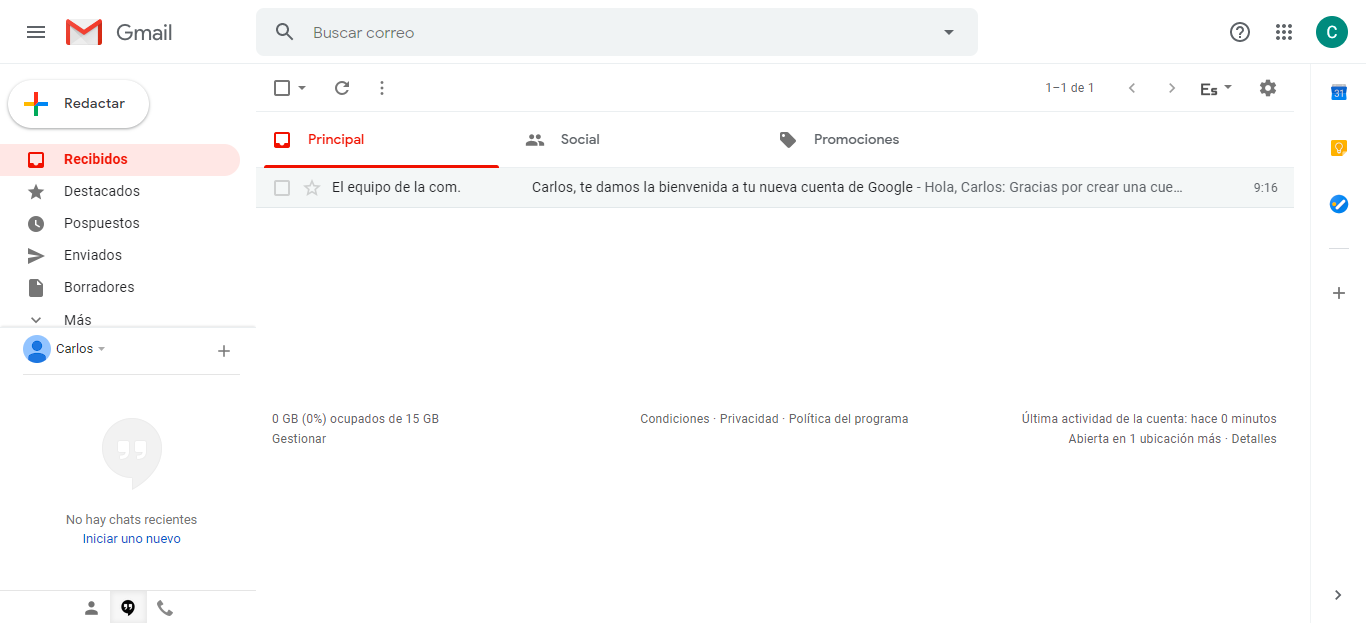 Gmail
Buscar correo
C
Redactar
1–1 de 1
Es
31
Principal
Social
Promociones
Recibidos
El equipo de la com. Carlos, te damos la bienvenida a tu nueva cuenta de Google - Hola, Carlos: Gracias por crear una cue… 9:16
Destacados
Pospuestos
Enviados
Borradores
Más
Carlos
0 GB (0%) ocupados de 15 GB
Gestionar
Condiciones · Privacidad · Política del programa
Última actividad de la cuenta: hace 0 minutos
Abierta en 1 ubicación más · Detalles
No hay chats recientes
Iniciar uno nuevo